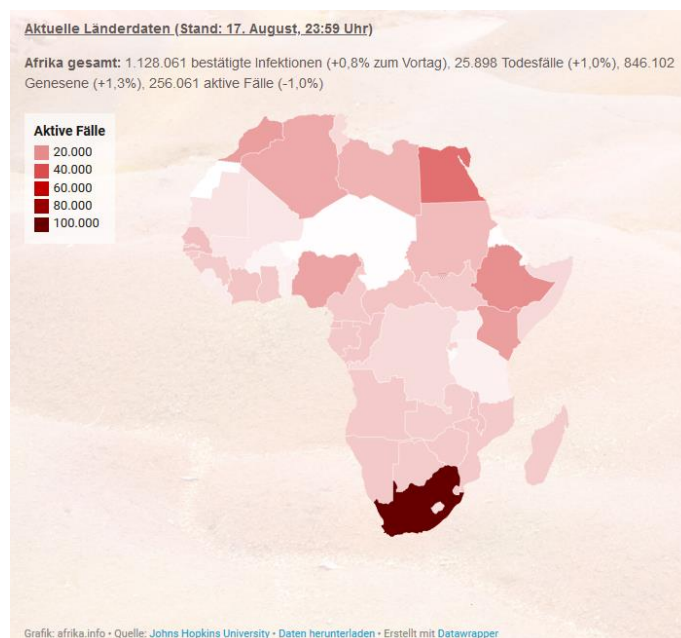 Aktuelle Länderdaten (Stand: 17. August, 23:59 Uhr)
Afrika gesamt: 1.128.061 bestätigte Infektionen (+0,8% zum Vortag), 25.898 Todesfälle (+1,0%), 846.102
Genesene (+1,3%), 256.061 aktive Fälle (-1,0%)
Aktive Fälle
20.000
40.000
60.000
80.000
100.000
Grafik: afrika.info • Quelle: Johns Hopkins University • Daten herunterladen • Erstellt mit Datawrapper